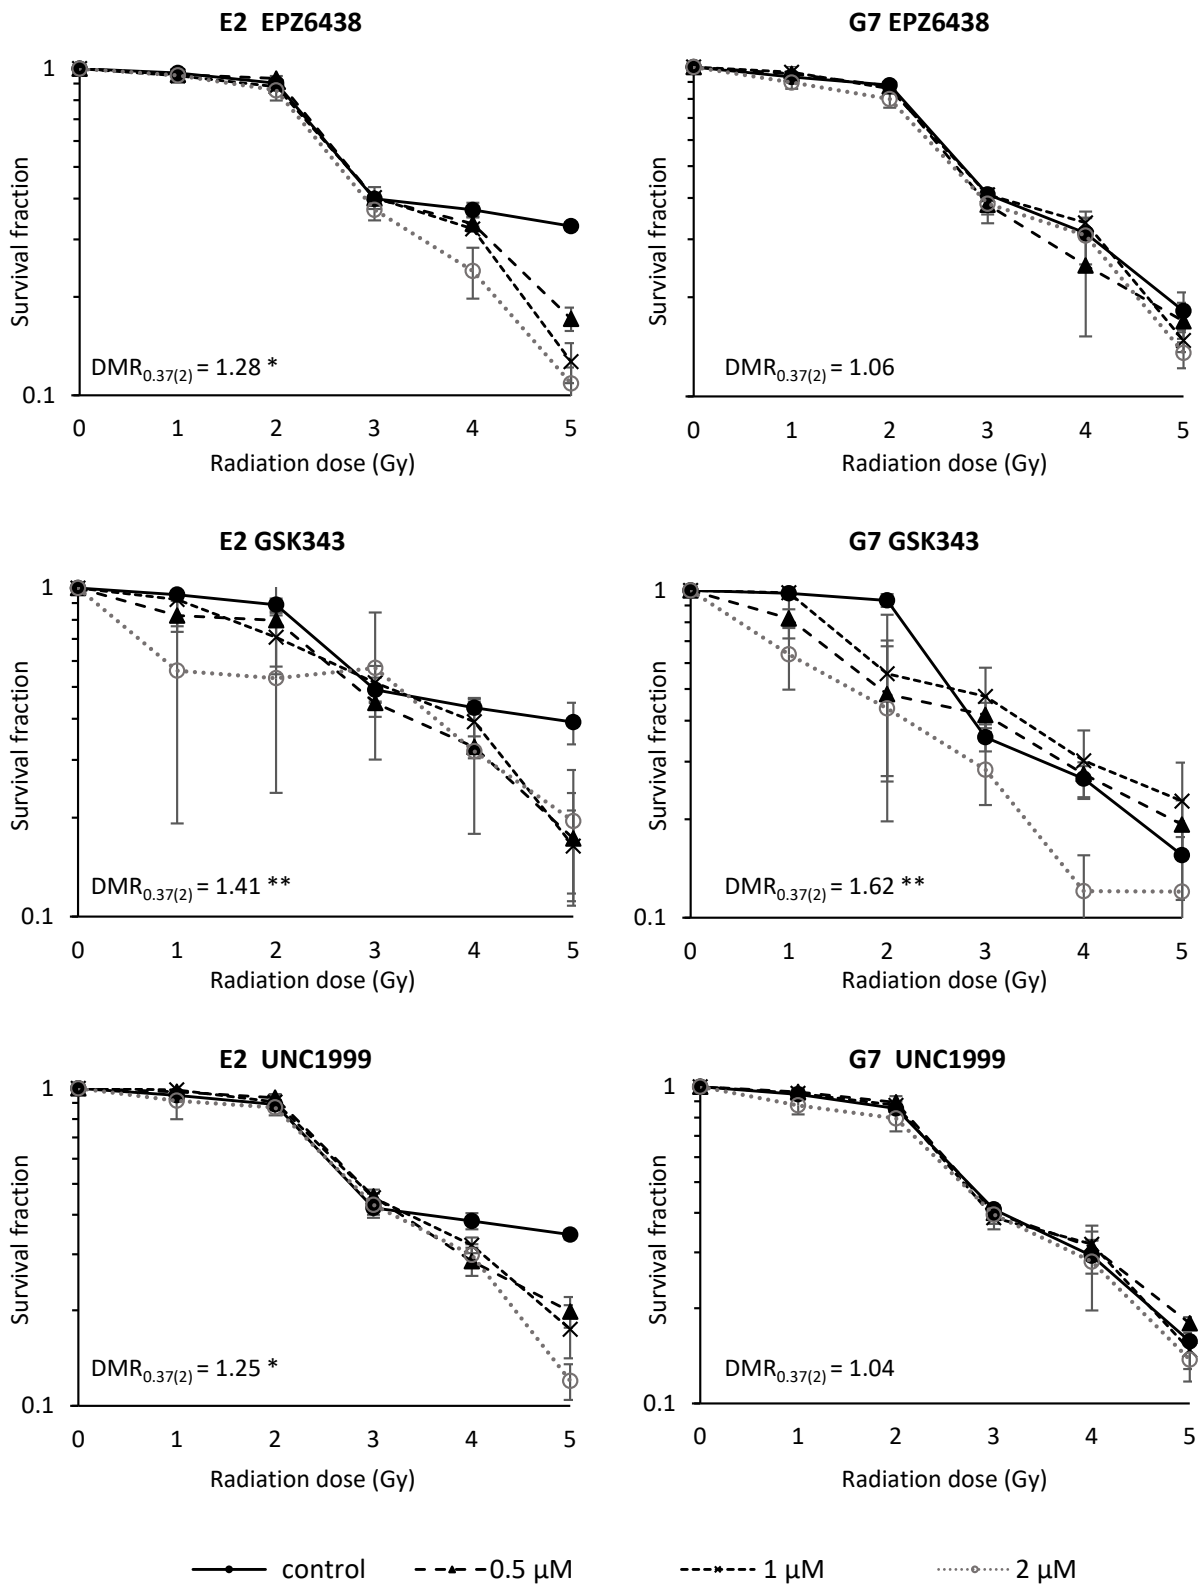 E2 EPZ6438
G7 EPZ6438
1
Survival fraction
DMR0.37(2) = 1.28 *
0.1
0 1 2 3 4 5
Radiation dose (Gy)
1
Survival fraction
DMR0.37(2) = 1.06
0.1
0 1 2 3 4 5
Radiation dose (Gy)
E2 GSK343
G7 GSK343
1
Survival fraction
DMR0.37(2) = 1.41 **
0.1
0 1 2 3 4 5
Radiation dose (Gy)
1
Survival fraction
DMR0.37(2) = 1.62 **
0.1
0 1 2 3 4 5
Radiation dose (Gy)
E2 UNC1999
G7 UNC1999
1
Survival fraction
DMR0.37(2) = 1.25 *
0.1
0 1 2 3 4 5
Radiation dose (Gy)
1
Survival fraction
DMR0.37(2) = 1.04
0.1
0 1 2 3 4 5
Radiation dose (Gy)
control 0.5 µM 1 µM 2 µM